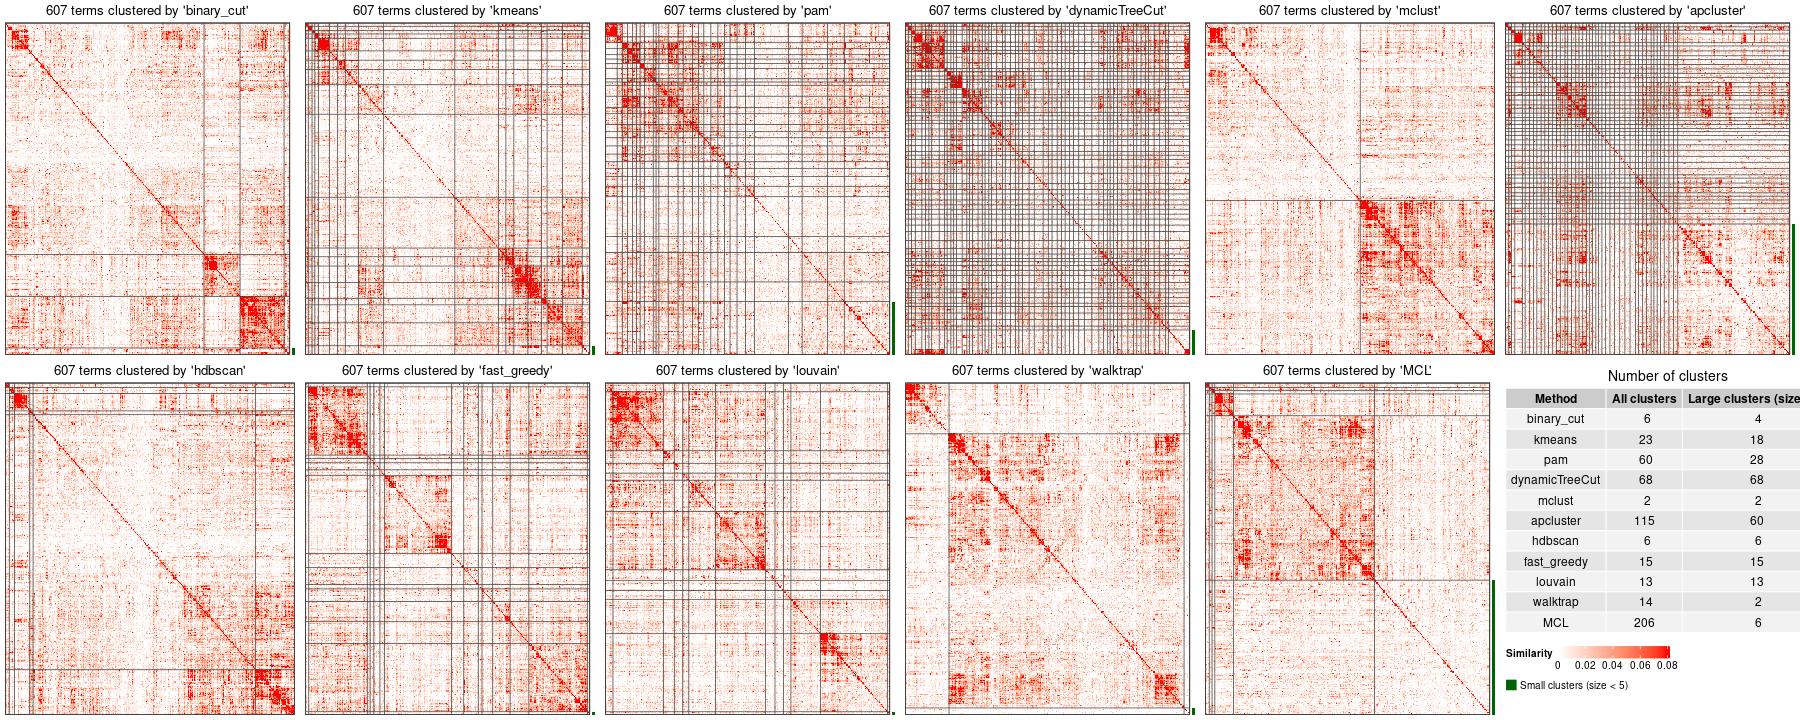 607 terms clustered by 'binary_cut'
607 terms clustered by 'kmeans'
607 terms clustered by 'pam'
607 terms clustered by 'dynamicTreeCut'
607 terms clustered by 'mclust'
607 terms clustered by 'apcluster'
607 terms clustered by 'hdbscan'
607 terms clustered by 'fast_greedy'
607 terms clustered by 'louvain'
607 terms clustered by 'walktrap'
607 terms clustered by 'MCL'
Number of clusters
Method All clusters Large clusters (size
binary_cut 6 4
kmeans 23 18
pam 60 28
dynamicTreeCut 68 68
mclust 2 2
apcluster 115 60
hdbscan 6 6
fast_greedy 15 15
louvain 13 13
walktrap 14 2
MCL 206 6
Similarity
0 0.02 0.04 0.06 0.08
Small clusters (size < 5)